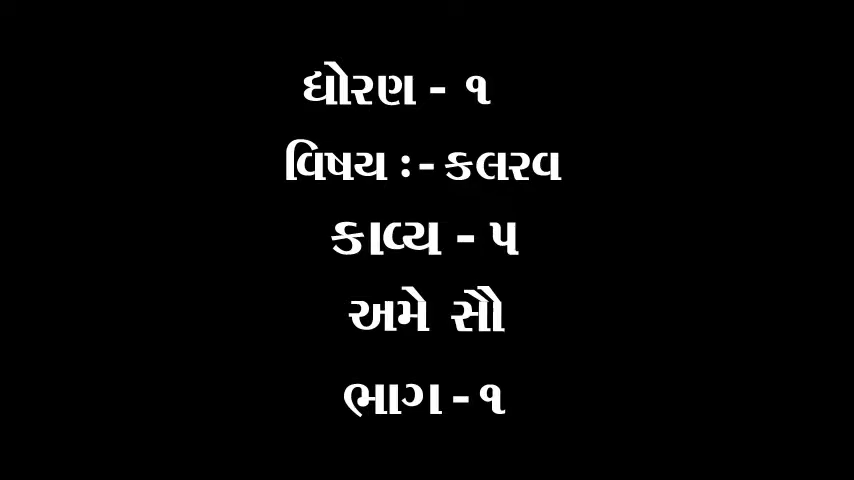 ધોરણ - ૧
વિષય :- કલરવ
કાવ્ય - ૫
અમે સૌ
ભાગ - ૧